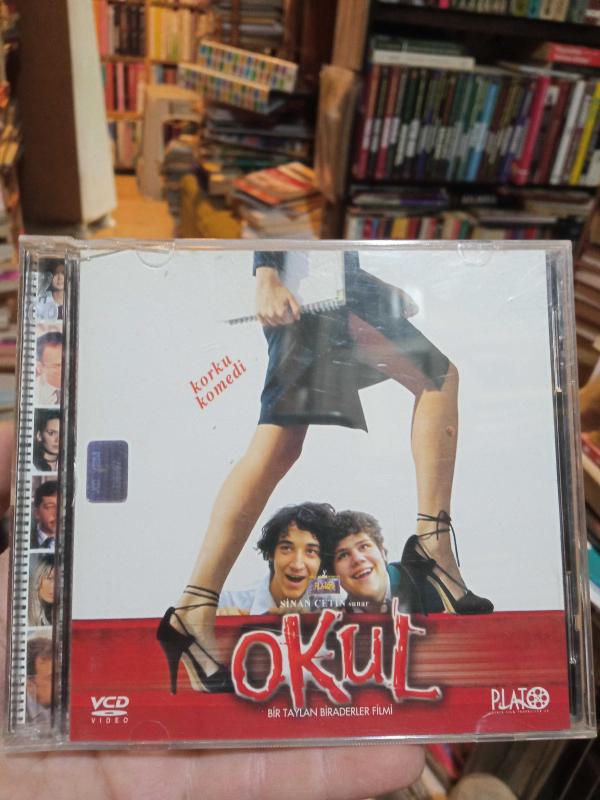 korku
komedi
SİNAN ÇETİN sunar
OKUL
BİR TAYLAN BİRADERLER FİLMİ
VCD
VIDEO
PLATO